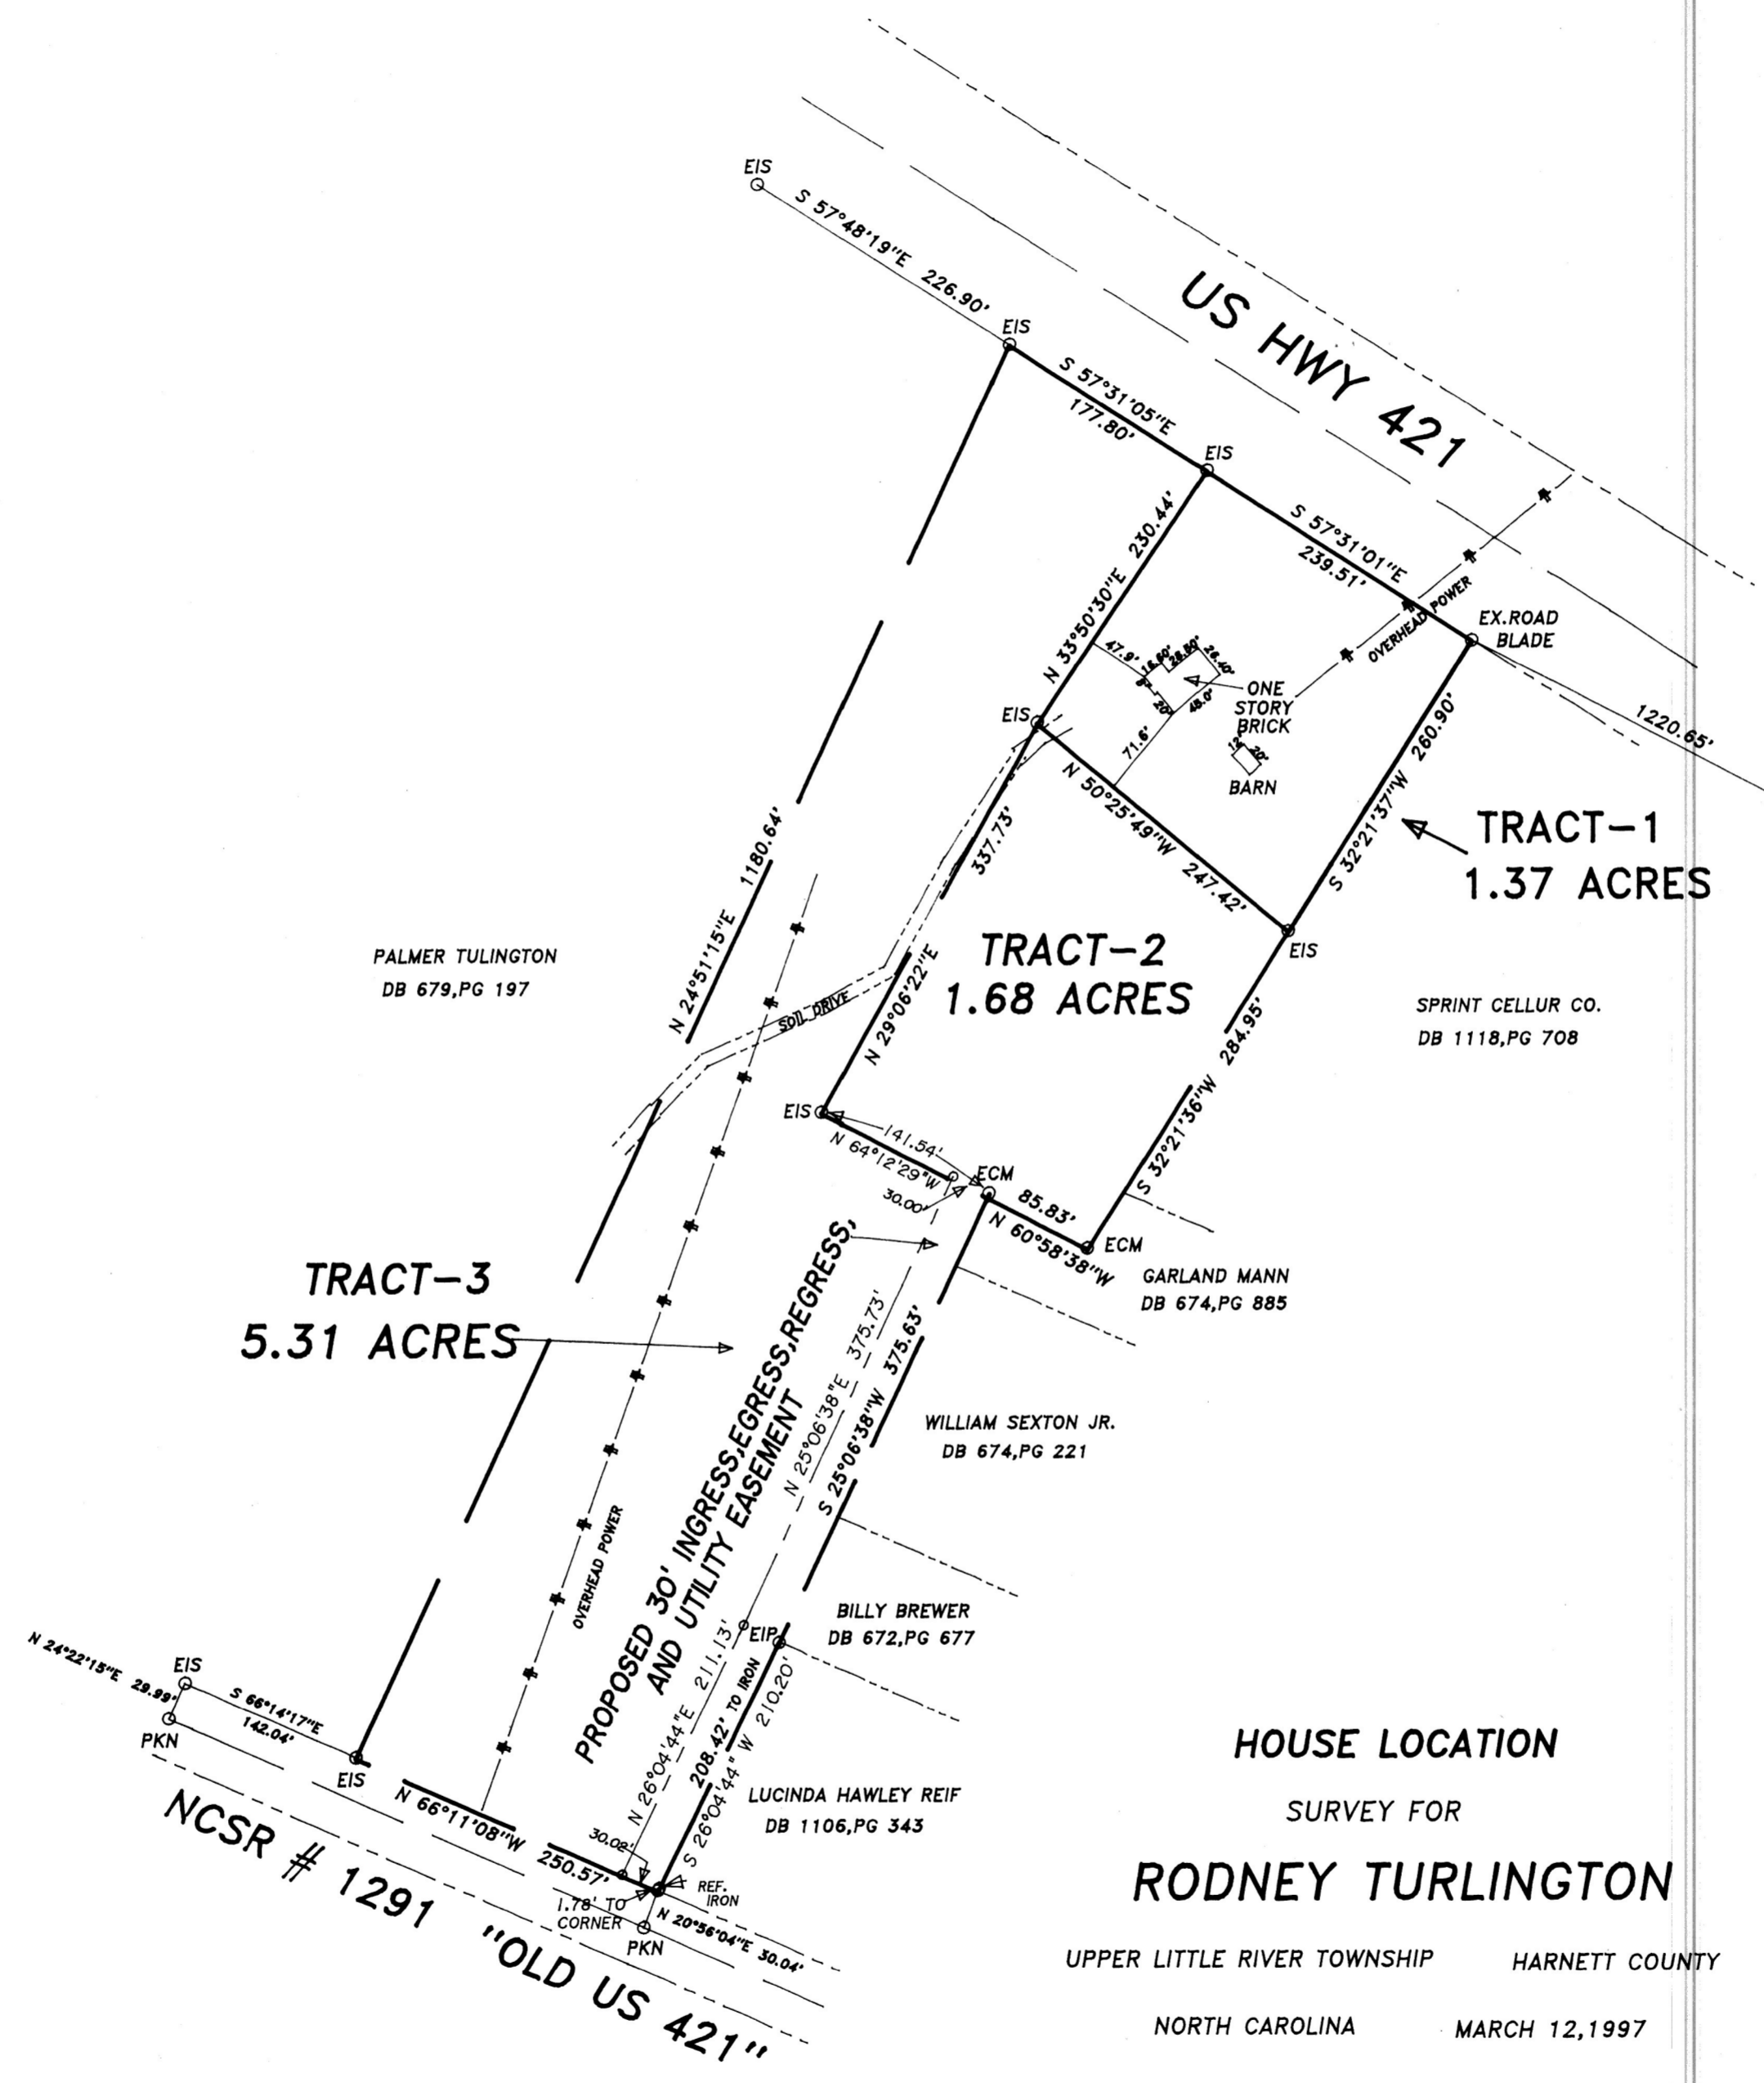 EIS
S 57°48'19"E 226.90'
EIS
US HWY 421
S 57°31'05"E
177.80'
EIS
S 57°31'01"E
239.51'
OVERHEAD POWER
EX.ROAD
BLADE
1220.65'
N 33°50'30"E 230.44'
47.9'
16.60'
28.50'
26.40'
20'
45.0'
ONE
STORY
BRICK
12'
20'
BARN
71.6'
EIS
N 50°25'49"W 247.42'
S 32°21'37"W 260.90'
TRACT-1
1.37 ACRES
EIS
337.73'
N 29°06'22"E
N 24°51'15"E 1180.64'
PALMER TULINGTON
DB 679,PG 197
SOIL DRIVE
TRACT-2
1.68 ACRES
SPRINT CELLUR CO.
DB 1118,PG 708
S 32°21'36"W 284.95'
EIS
141.54'
N 64°12'29"W
30.00'
ECM
85.83'
N 60°58'38"W
ECM
GARLAND MANN
DB 674,PG 885
TRACT-3
5.31 ACRES
PROPOSED 30' INGRESS,EGRESS,REGRESS,
AND UTILITY EASEMENT
N 25°06'38"E 375.73'
S 25°06'38"W 375.63'
WILLIAM SEXTON JR.
DB 674,PG 221
OVERHEAD POWER
BILLY BREWER
DB 672,PG 677
EIP
N 26°04'44"E 211.13'
208.42' TO IRON
S 26°04'44" W 210.20'
N 24°22'15"E 29.99'
EIS
S 66°14'17"E
142.04'
PKN
EIS
N 66°11'08"W 250.57'
30.02'
LUCINDA HAWLEY REIF
DB 1106,PG 343
REF.
IRON
1.78' TO
CORNER
N 20°56'04"E 30.04'
PKN
NCSR # 1291 "OLD US 421"
HOUSE LOCATION
SURVEY FOR
RODNEY TURLINGTON
UPPER LITTLE RIVER TOWNSHIP HARNETT COUNTY
NORTH CAROLINA MARCH 12,1997